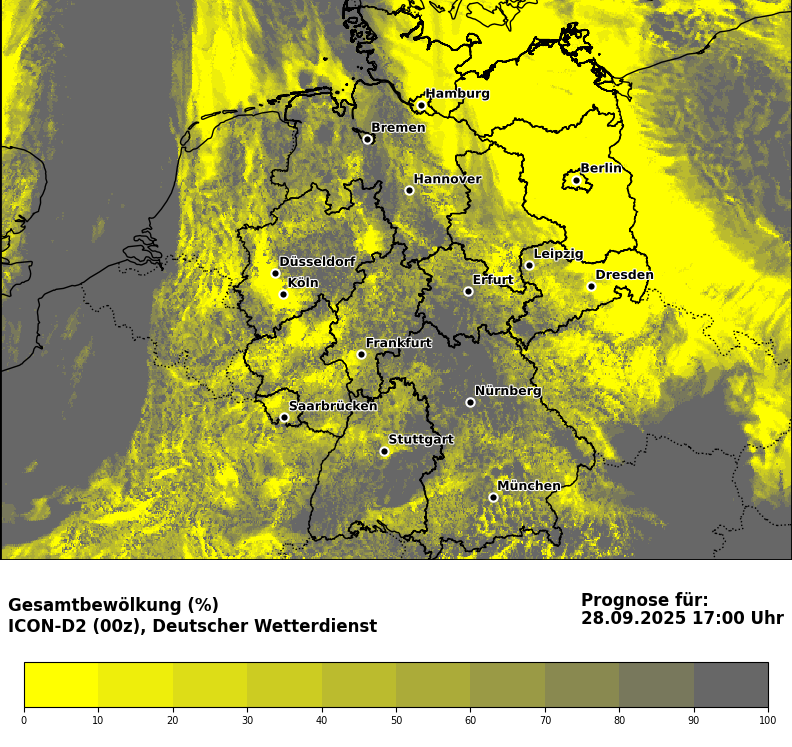 Hamburg
Bremen
Berlin
Hannover
Leipzig
Düsseldorf
Dresden
Erfurt
Köln
Frankfurt
Nürnberg
Saarbrücken
Stuttgart
München
Gesamtbewölkung (%)
ICON-D2 (00z), Deutscher Wetterdienst
Prognose für:
28.09.2025 17:00 Uhr
0 10 20 30 40 50 60 70 80 90 100